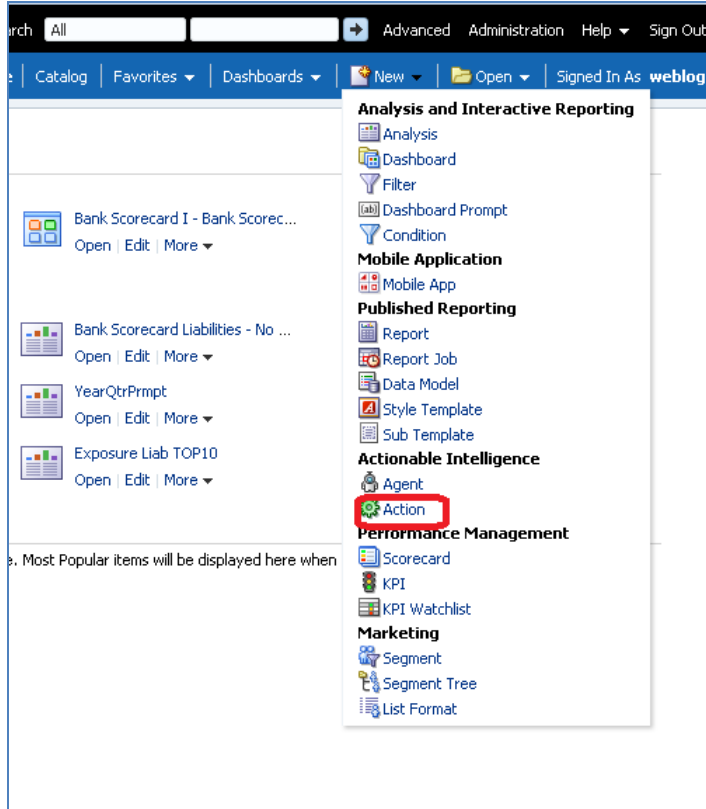 All Advanced Administration Help Sign Out
Catalog Favorites Dashboards New Open Signed In As weblog
Analysis and Interactive Reporting
Analysis
Dashboard
Filter
Dashboard Prompt
Condition
Mobile Application
Mobile App
Published Reporting
Report
Report Job
Data Model
Style Template
Sub Template
Actionable Intelligence
Agent
Action
Performance Management
Scorecard
KPI
KPI Watchlist
Marketing
Segment
Segment Tree
List Format
Bank Scorecard I - Bank Scorec...
Open | Edit | More
Bank Scorecard Liabilities - No ...
Open | Edit | More
YearQtrPrmpt
Open | Edit | More
Exposure Liab TOP10
Open | Edit | More
. Most Popular items will be displayed here when